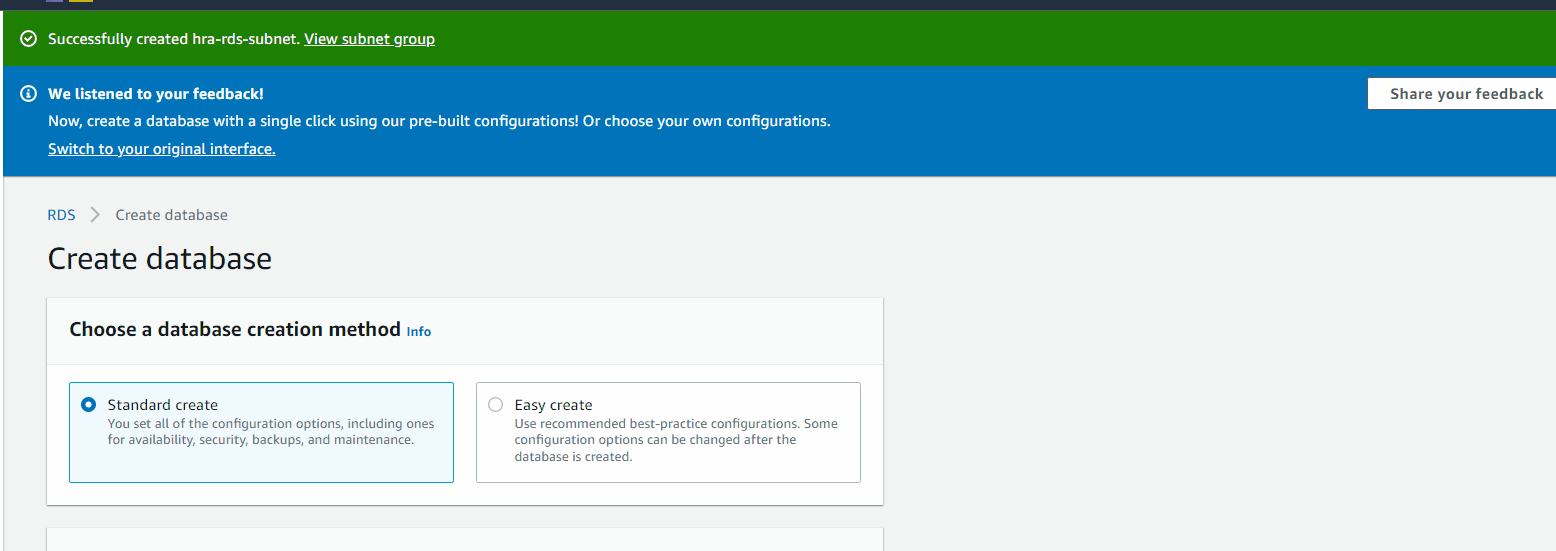 Successfully created hra-rds-subnet. View subnet group
We listened to your feedback!
Share your feedback
Now, create a database with a single click using our pre-built configurations! Or choose your own configurations.
Switch to your original interface.
RDS > Create database
Create database
Choose a database creation method Info
Standard create
You set all of the configuration options, including ones
for availability, security, backups, and maintenance.
Easy create
Use recommended best-practice configurations. Some
configuration options can be changed after the
database is created.